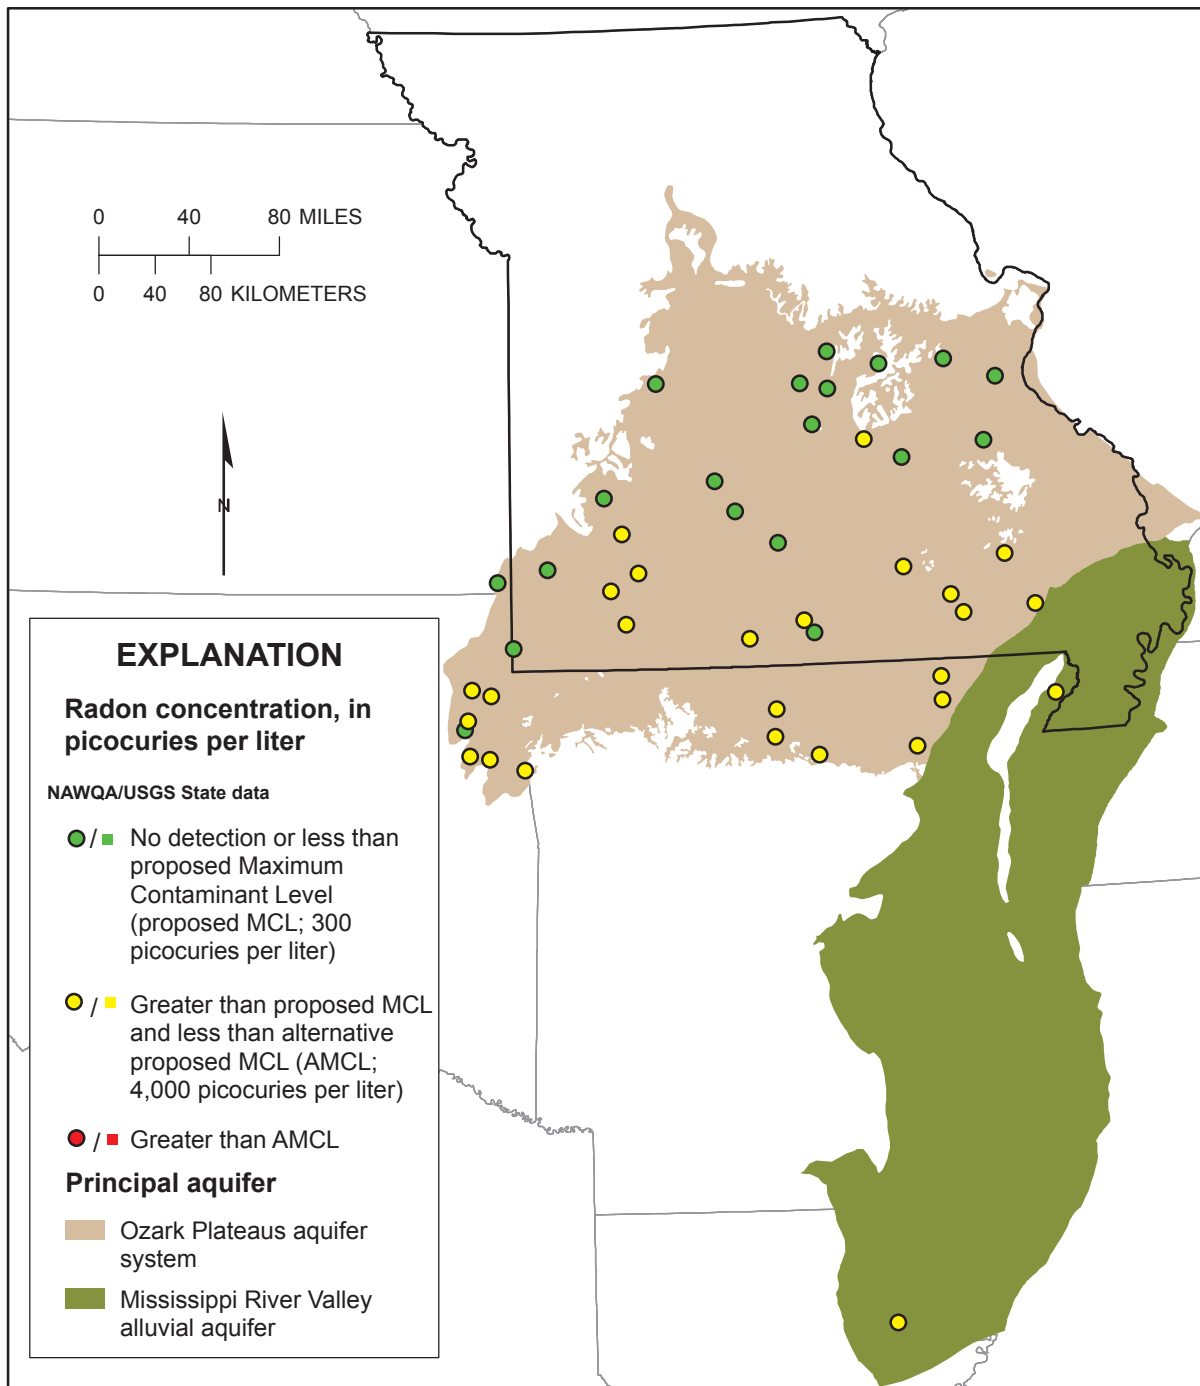 0 40 80 MILES
0 40 80 KILOMETERS
N
EXPLANATION
Radon concentration, in
picocuries per liter
NAWQA/USGS State data
/ No detection or less than
proposed Maximum
Contaminant Level
(proposed MCL; 300
picocuries per liter)
/ Greater than proposed MCL
and less than alternative
proposed MCL (AMCL;
4,000 picocuries per liter)
/ Greater than AMCL
Principal aquifer
Ozark Plateaus aquifer
system
Mississippi River Valley
alluvial aquifer